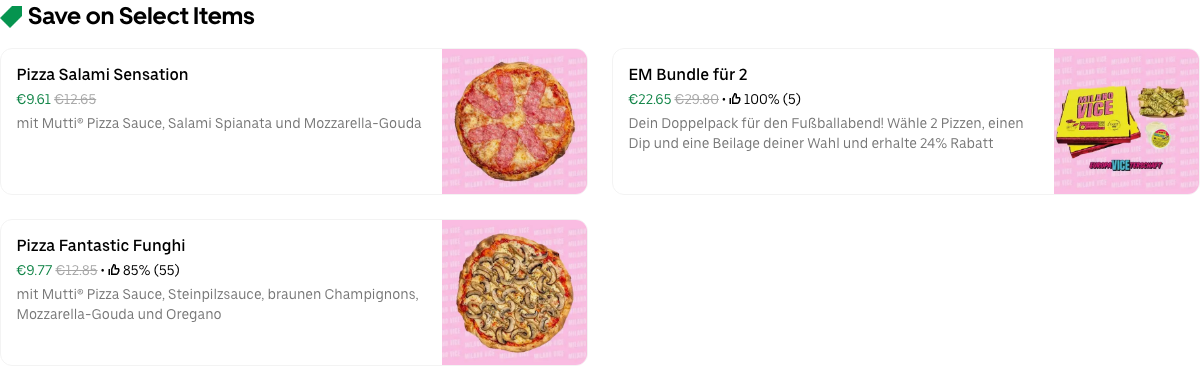 Save on Select Items
Pizza Salami Sensation
€9.61 €12.65
mit Mutti® Pizza Sauce, Salami Spianata und Mozzarella-Gouda
EM Bundle für 2
€22.65 €29.80 • 100% (5)
Dein Doppelpack für den Fußballabend! Wähle 2 Pizzen, einen
Dip und eine Beilage deiner Wahl und erhalte 24% Rabatt
MILANO
VICE
EUROPAVICETERSCHAFT
Pizza Fantastic Funghi
€9.77 €12.85 • 85% (55)
mit Mutti® Pizza Sauce, Steinpilzsauce, braunen Champignons,
Mozzarella-Gouda und Oregano